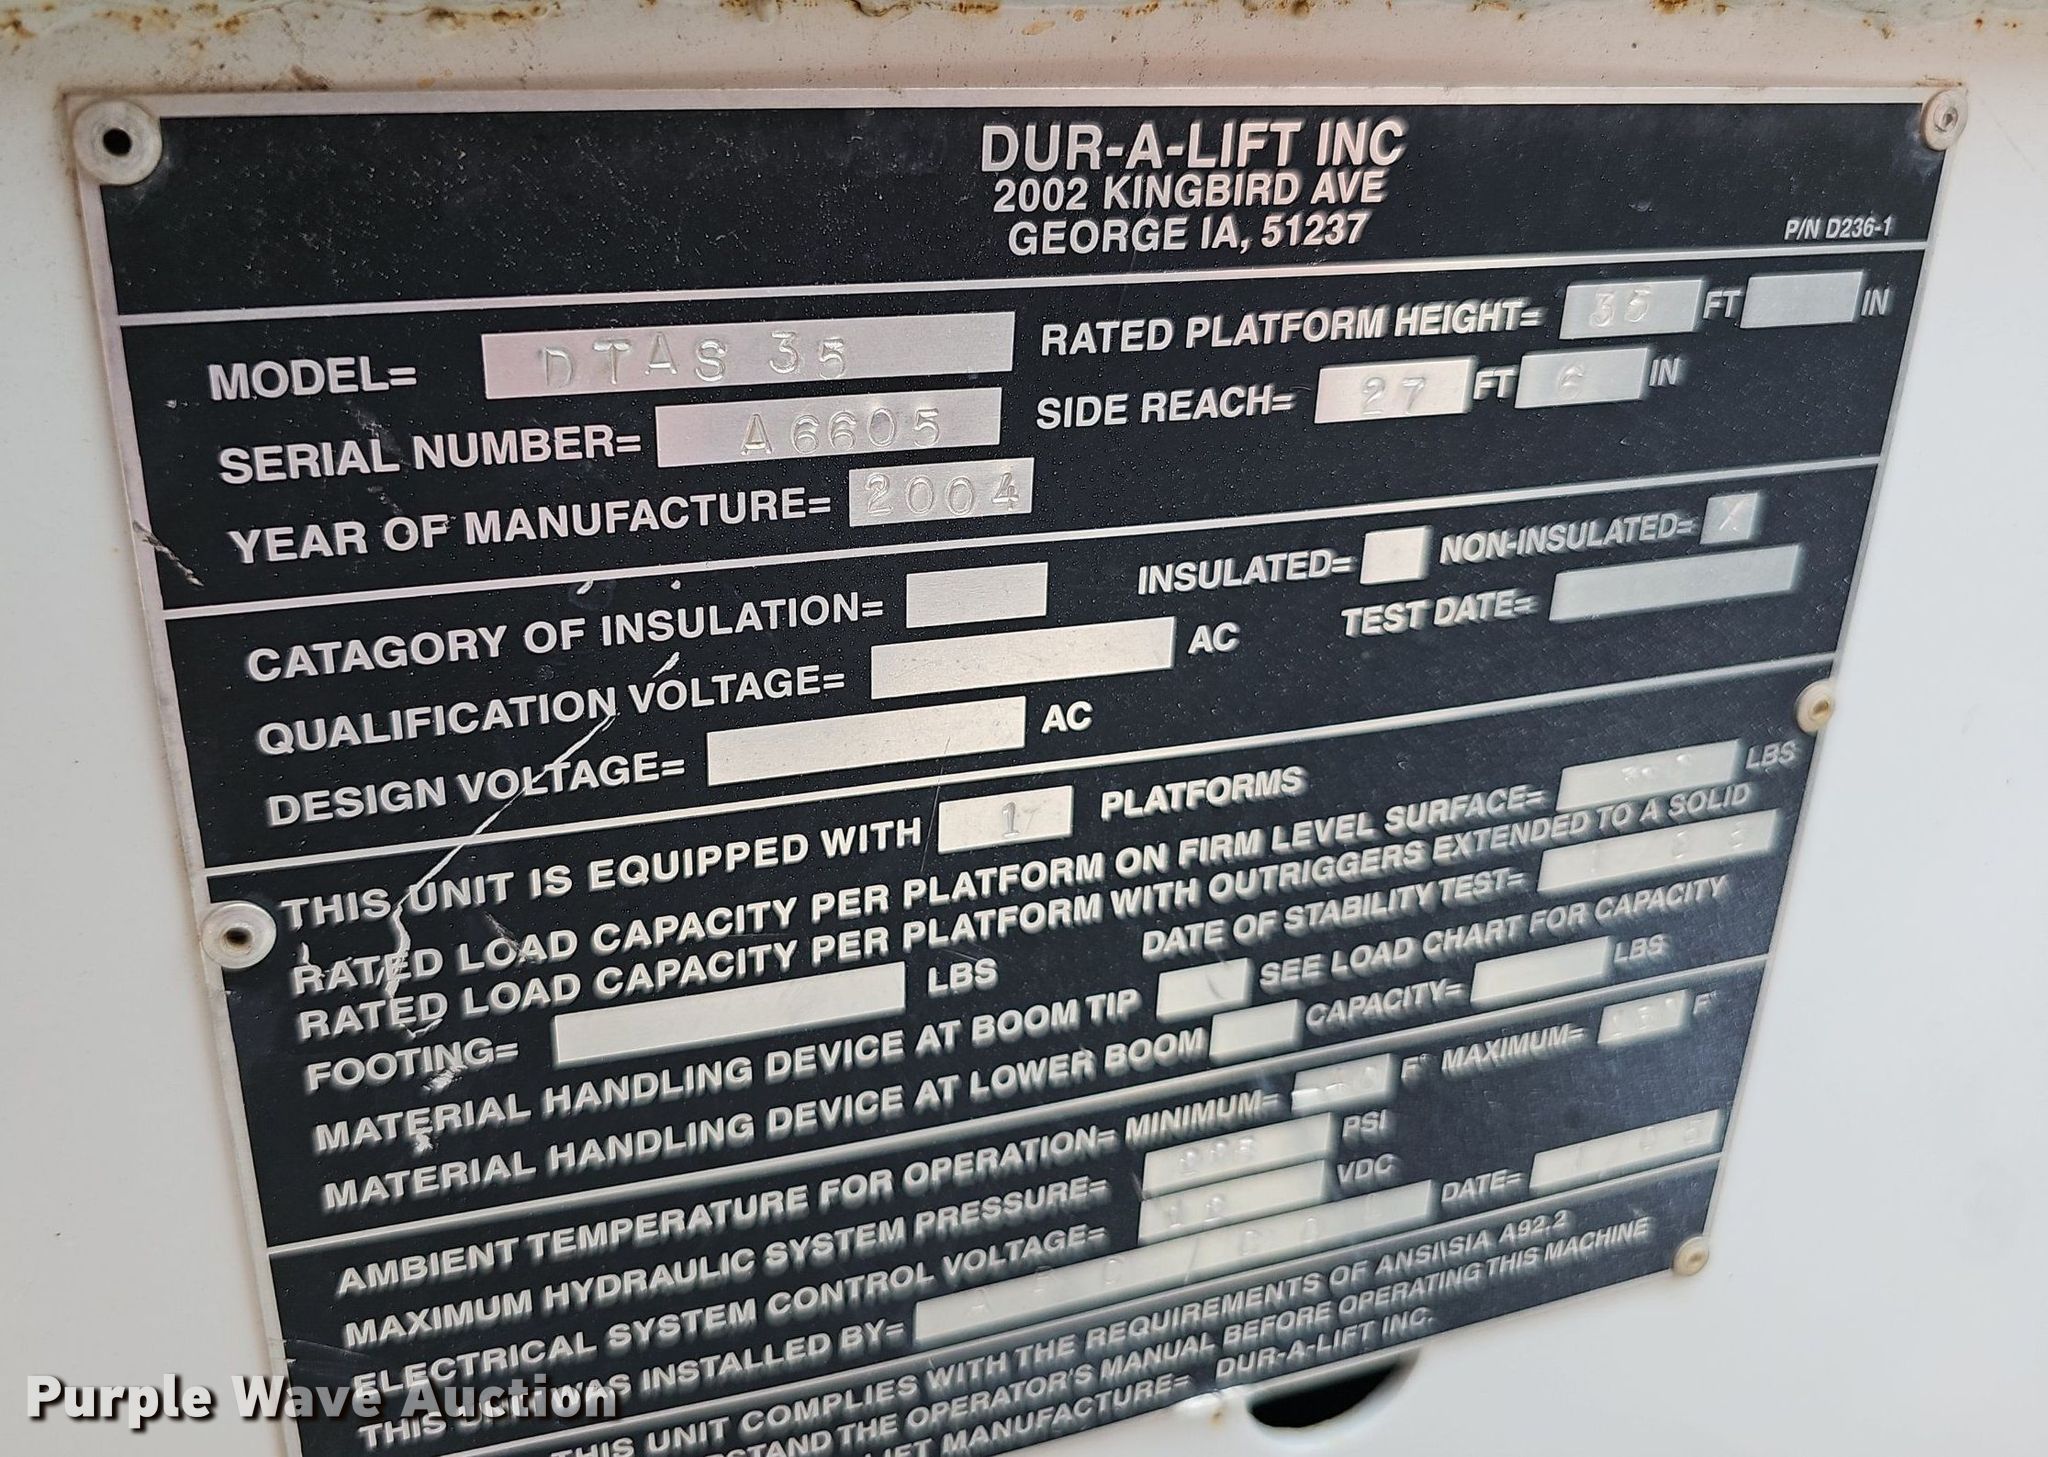 DUR-A-LIFT INC
2002 KINGBIRD AVE
GEORGE IA, 51237
P/N D236-1
MODEL= DTAS 35
RATED PLATFORM HEIGHT= 35 FT IN
SERIAL NUMBER= A6605
SIDE REACH= 27 FT 6 IN
YEAR OF MANUFACTURE= 2004
CATAGORY OF INSULATION=
INSULATED= NON-INSULATED= X
QUALIFICATION VOLTAGE= AC
TEST DATE=
DESIGN VOLTAGE= AC
THIS UNIT IS EQUIPPED WITH 1 PLATFORMS
RATED LOAD CAPACITY PER PLATFORM ON FIRM LEVEL SURFACE= LBS
RATED LOAD CAPACITY PER PLATFORM WITH OUTRIGGERS EXTENDED TO A SOLID
FOOTING= LBS
DATE OF STABILITY TEST=
MATERIAL HANDLING DEVICE AT BOOM TIP SEE LOAD CHART FOR CAPACITY
MATERIAL HANDLING DEVICE AT LOWER BOOM CAPACITY= LBS
AMBIENT TEMPERATURE FOR OPERATION= MINIMUM= F° MAXIMUM= F°
MAXIMUM HYDRAULIC SYSTEM PRESSURE= PSI
ELECTRICAL SYSTEM CONTROL VOLTAGE= 12 VDC
THIS UNIT WAS INSTALLED BY= DATE=
THIS UNIT COMPLIES WITH THE REQUIREMENTS OF ANSI\SIA A92.2
THE OPERATOR'S MANUAL BEFORE OPERATING THIS MACHINE
MANUFACTURE= DUR-A-LIFT INC.
Purple Wave Auction